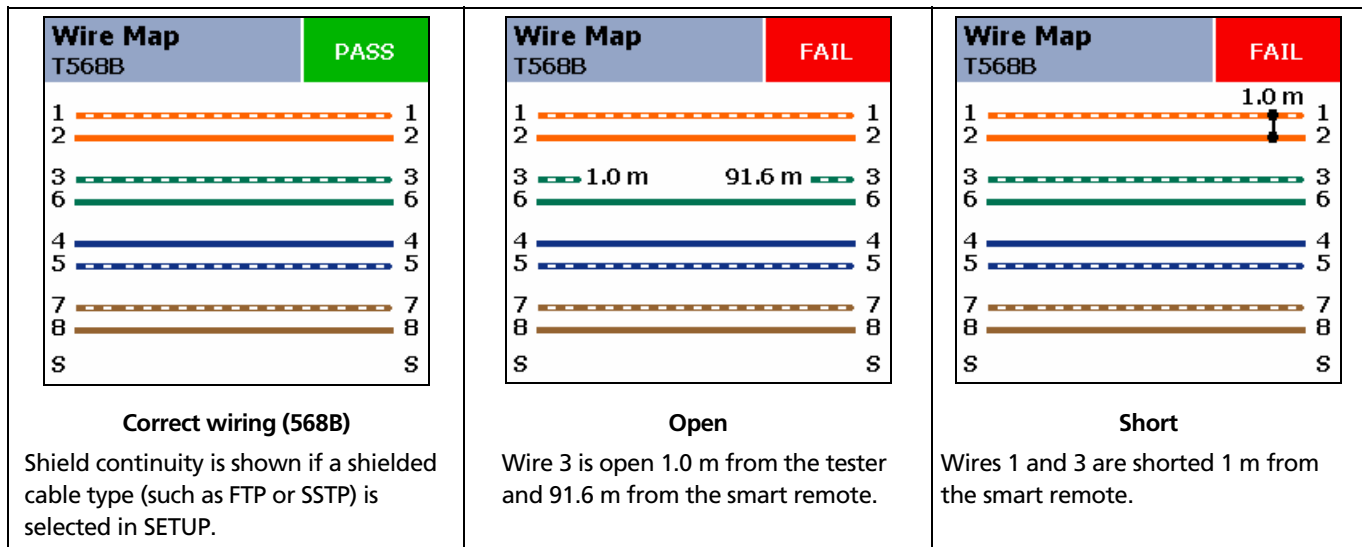 Wire Map
T568B
PASS
1 1
2 2
3 3
6 6
4 4
5 5
7 7
8 8
S S
Correct wiring (568B)
Shield continuity is shown if a shielded
cable type (such as FTP or SSTP) is
selected in SETUP.
Wire Map
T568B
FAIL
1 1
2 2
3 1.0 m 91.6 m 3
6 6
4 4
5 5
7 7
8 8
S S
Open
Wire 3 is open 1.0 m from the tester
and 91.6 m from the smart remote.
Wire Map
T568B
FAIL
1.0 m
1 1
2 2
3 3
6 6
4 4
5 5
7 7
8 8
S S
Short
Wires 1 and 3 are shorted 1 m from
the smart remote.